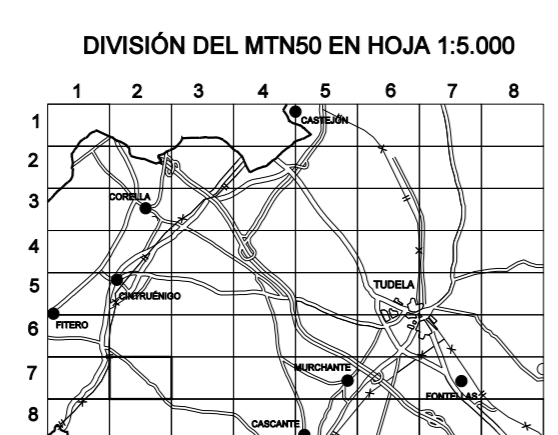 DIVISIÓN DEL MTN50 EN HOJA 1:5.000
1 2 3 4 5 6 7 8
1
CASTEJÓN
2
3
CORELLA
4
5
TUDELA
CINTRUÉNIGO
6
FITERO
7
MURCHANTE
FONTELLAS
8
CASCANTE